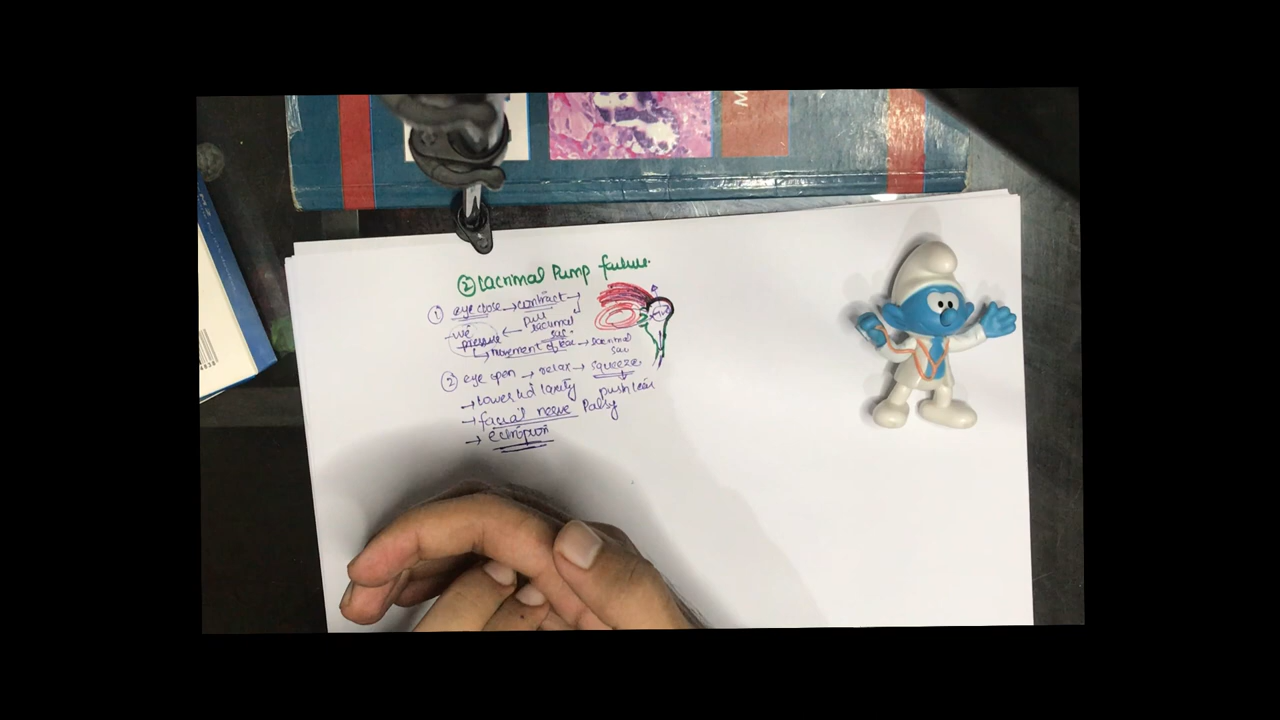 ② Lacrimal Pump failure.
① eye close → contract →
pull lacrimal sac.
-ve pressure ←
↳ Movement of tear → lacrimal sac
② eye open → relax → squeeze
push tear
→ Lower lid laxity
→ facial nerve Palsy
→ ectropion
M